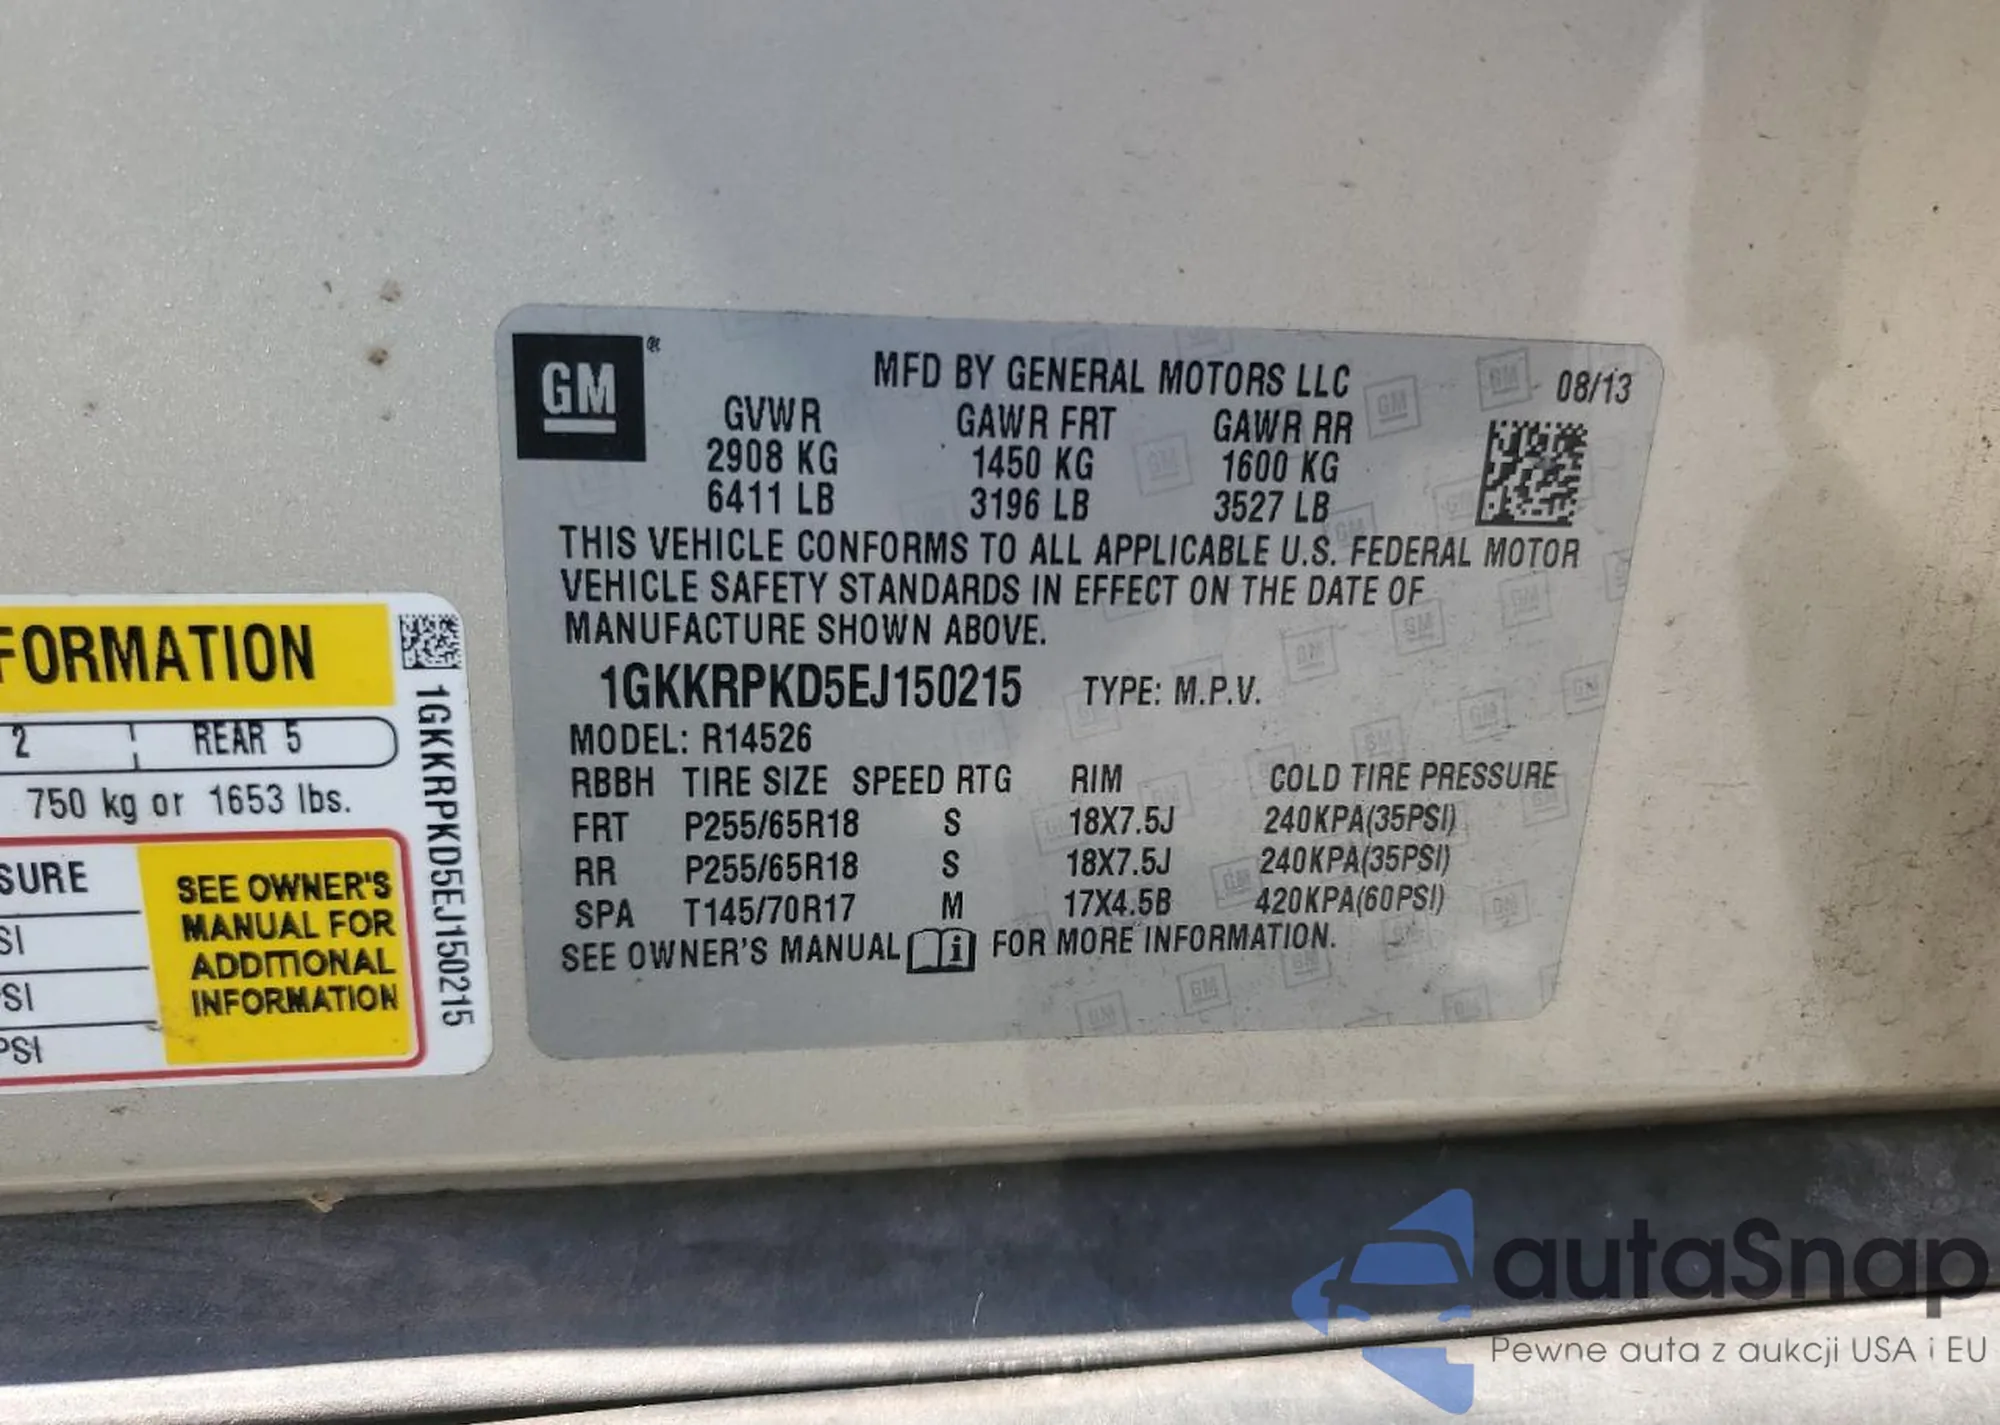 GM®
MFD BY GENERAL MOTORS LLC 08/13
GVWR GAWR FRT GAWR RR
2908 KG 1450 KG 1600 KG
6411 LB 3196 LB 3527 LB
THIS VEHICLE CONFORMS TO ALL APPLICABLE U.S. FEDERAL MOTOR
VEHICLE SAFETY STANDARDS IN EFFECT ON THE DATE OF
MANUFACTURE SHOWN ABOVE.
1GKKRPKD5EJ150215 TYPE: M.P.V.
MODEL: R14526
RBBH TIRE SIZE SPEED RTG RIM COLD TIRE PRESSURE
FRT P255/65R18 S 18X7.5J 240KPA(35PSI)
RR P255/65R18 S 18X7.5J 240KPA(35PSI)
SPA T145/70R17 M 17X4.5B 420KPA(60PSI)
SEE OWNER'S MANUAL i FOR MORE INFORMATION.
FORMATION
2 REAR 5
750 kg or 1653 lbs.
SURE
SI
SI
PSI
SEE OWNER'S
MANUAL FOR
ADDITIONAL
INFORMATION
1GKKRPKD5EJ150215
autaSnap
Pewne auta z aukcji USA i EU